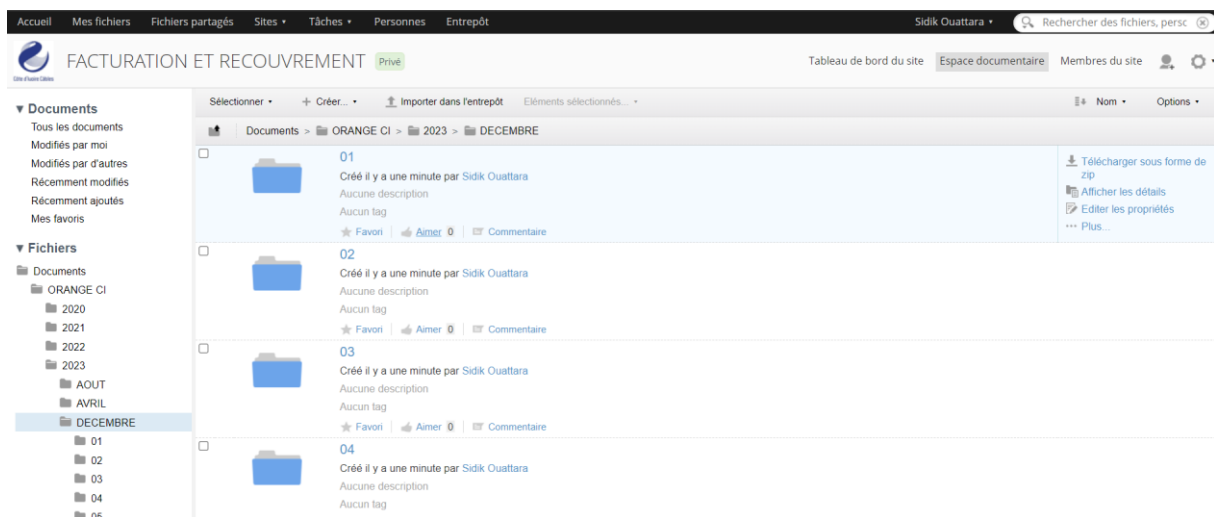 Accueil Mes fichiers Fichiers partagés Sites Tâches Personnes Entrepôt Sidik Ouattara Rechercher des fichiers, persc
FACTURATION ET RECOUVREMENT Privé Tableau de bord du site Espace documentaire Membres du site
Côte d'Ivoire Câbles
Sélectionner + Créer... Importer dans l'entrepôt Eléments sélectionnés... Nom Options
Documents > ORANGE CI > 2023 > DECEMBRE
Documents
Tous les documents
Modifiés par moi
Modifiés par d'autres
Récemment modifiés
Récemment ajoutés
Mes favoris
Fichiers
Documents
ORANGE CI
2020
2021
2022
2023
AOUT
AVRIL
DECEMBRE
01
02
03
04
05
01
Créé il y a une minute par Sidik Ouattara
Aucune description
Aucun tag
Favori Aimer 0 Commentaire
Télécharger sous forme de
zip
Afficher les détails
Editer les propriétés
Plus...
02
Créé il y a une minute par Sidik Ouattara
Aucune description
Aucun tag
Favori Aimer 0 Commentaire
03
Créé il y a une minute par Sidik Ouattara
Aucune description
Aucun tag
Favori Aimer 0 Commentaire
04
Créé il y a une minute par Sidik Ouattara
Aucune description
Aucun tag